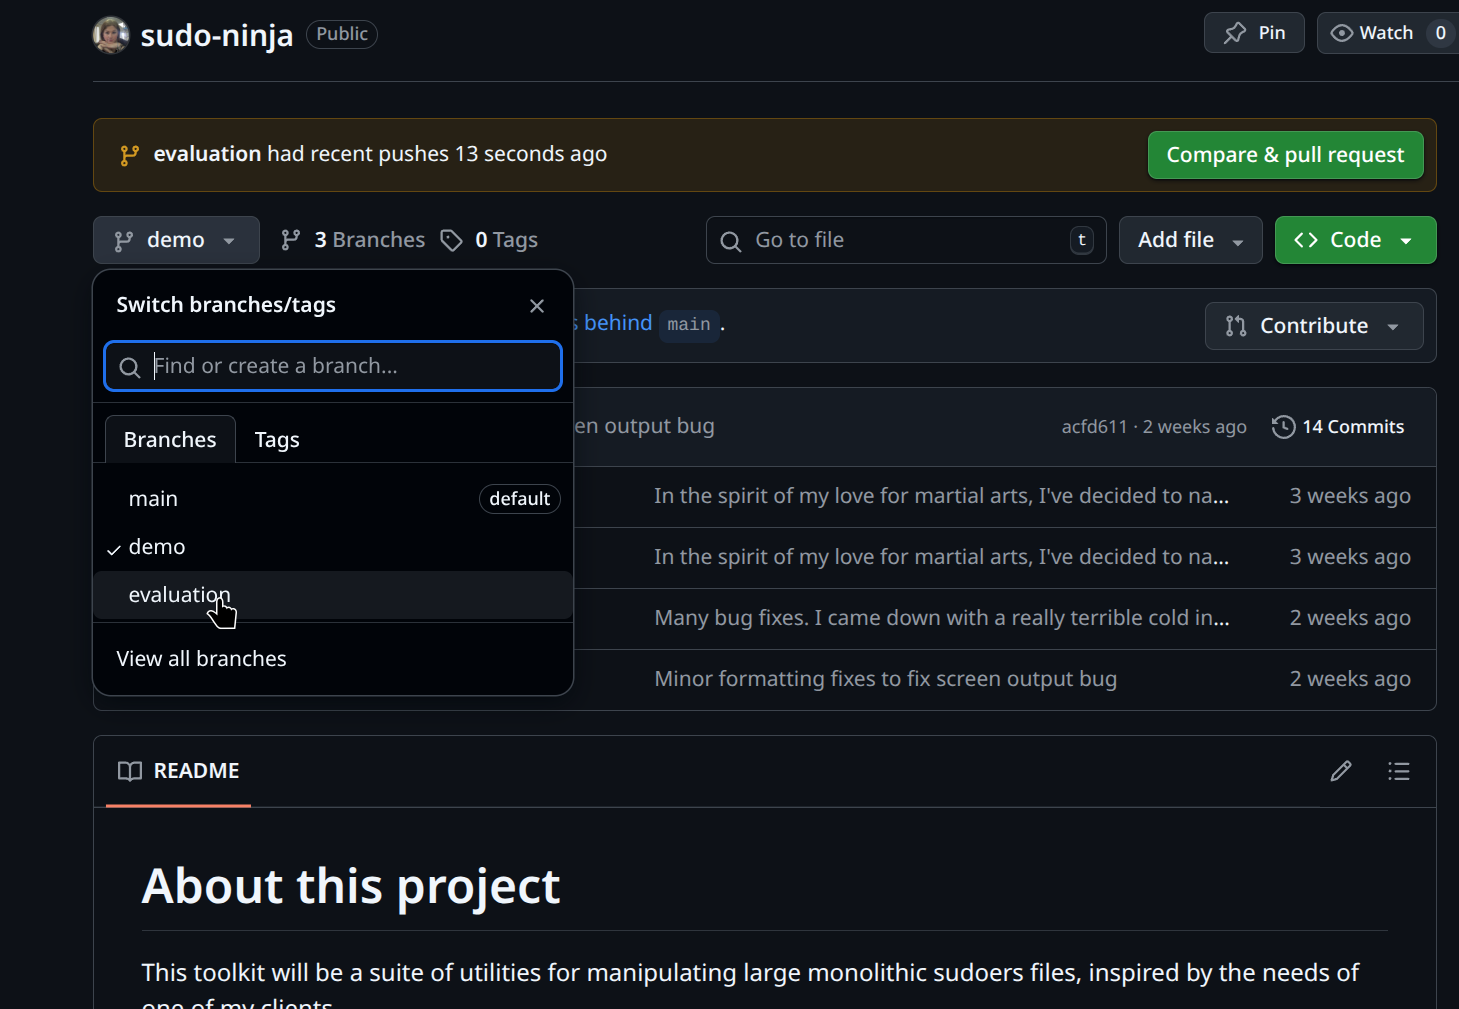 sudo-ninja Public Pin Watch 0
evaluation had recent pushes 13 seconds ago Compare & pull request
demo 3 Branches 0 Tags Go to file t Add file Code
Switch branches/tags
behind main . Contribute
Find or create a branch...
Branches Tags
output bug acfd611 · 2 weeks ago 14 Commits
main default
In the spirit of my love for martial arts, I've decided to na... 3 weeks ago
demo
In the spirit of my love for martial arts, I've decided to na... 3 weeks ago
evaluation
Many bug fixes. I came down with a really terrible cold in... 2 weeks ago
View all branches
Minor formatting fixes to fix screen output bug 2 weeks ago
README
About this project
This toolkit will be a suite of utilities for manipulating large monolithic sudoers files, inspired by the needs of
one of my clients.